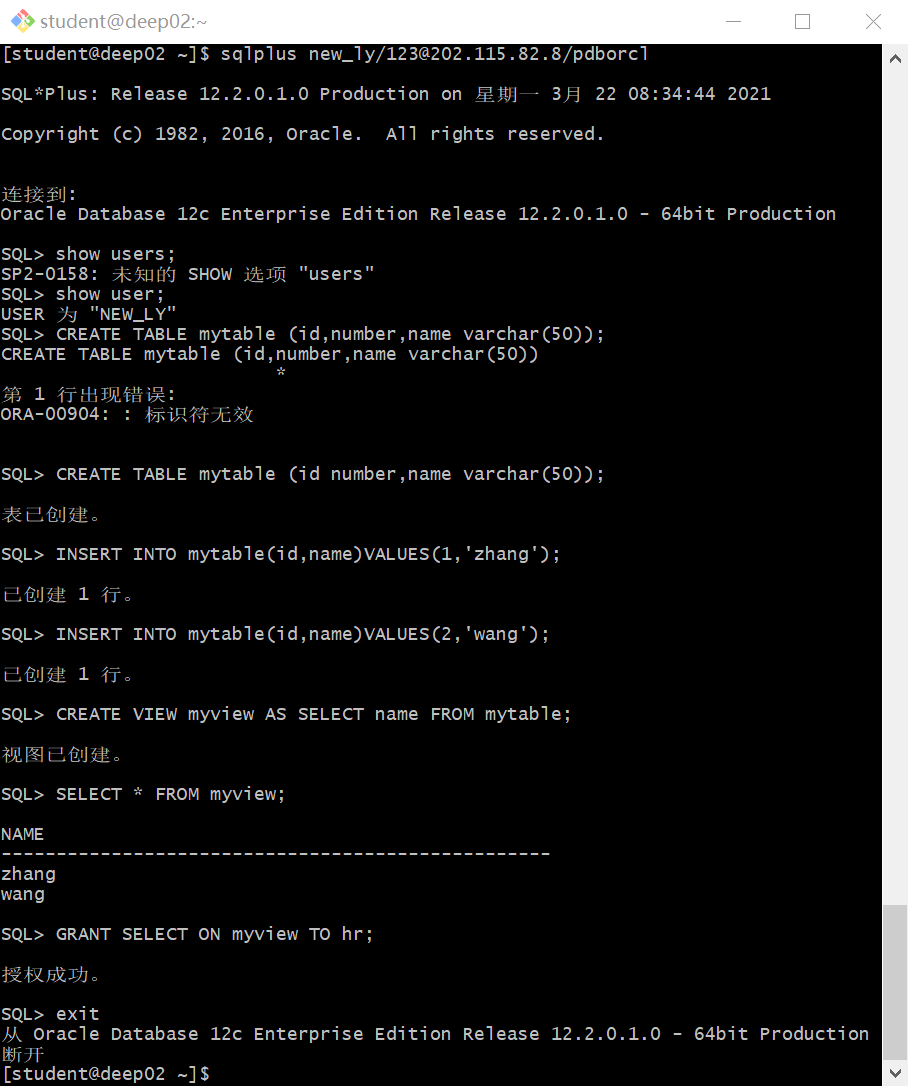 student@deep02:~
[student@deep02 ~]$ sqlplus new_ly/123@202.115.82.8/pdborcl
SQL*Plus: Release 12.2.0.1.0 Production on 星期一 3月 22 08:34:44 2021
Copyright (c) 1982, 2016, Oracle.  All rights reserved.
连接到:
Oracle Database 12c Enterprise Edition Release 12.2.0.1.0 - 64bit Production
SQL> show users;
SP2-0158: 未知的 SHOW 选项 "users"
SQL> show user;
USER 为 "NEW_LY"
SQL> CREATE TABLE mytable (id,number,name varchar(50));
CREATE TABLE mytable (id,number,name varchar(50))
*
第 1 行出现错误:
ORA-00904: : 标识符无效
SQL> CREATE TABLE mytable (id number,name varchar(50));
表已创建。
SQL> INSERT INTO mytable(id,name)VALUES(1,'zhang');
已创建 1 行。
SQL> INSERT INTO mytable(id,name)VALUES(2,'wang');
已创建 1 行。
SQL> CREATE VIEW myview AS SELECT name FROM mytable;
视图已创建。
SQL> SELECT * FROM myview;
NAME
--------------------------------------------------
zhang
wang
SQL> GRANT SELECT ON myview TO hr;
授权成功。
SQL> exit
从 Oracle Database 12c Enterprise Edition Release 12.2.0.1.0 - 64bit Production
断开
[student@deep02 ~]$